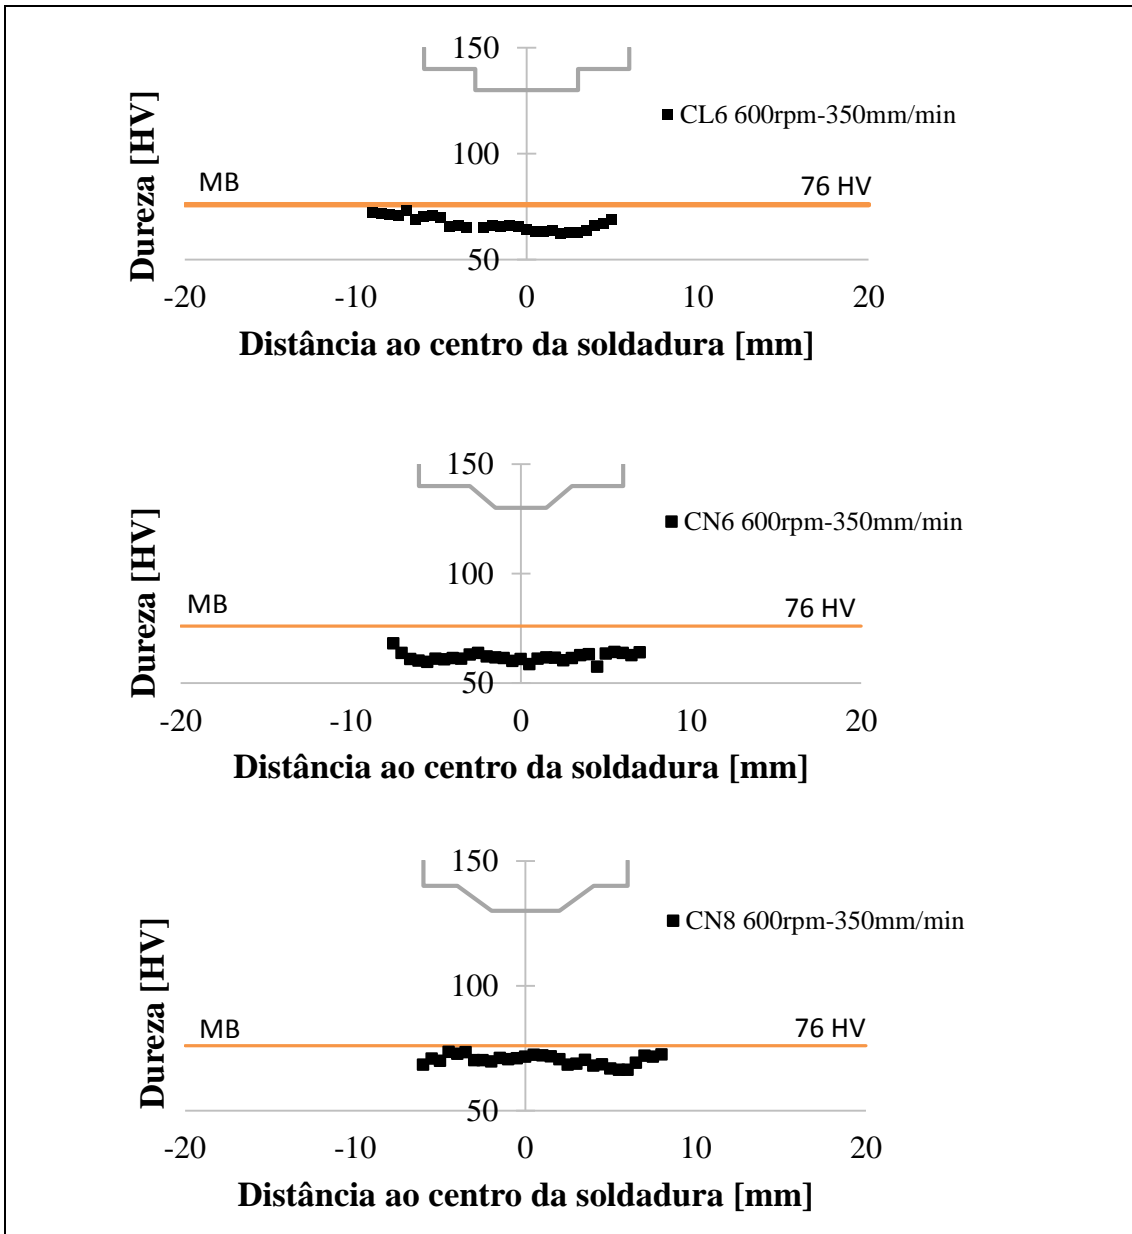 150
CL6 600rpm-350mm/min
100
MB
76 HV
50
Dureza [HV]
-20 -10 0 10 20
Distância ao centro da soldadura [mm]
150
CN6 600rpm-350mm/min
100
MB
76 HV
50
Dureza [HV]
-20 -10 0 10 20
Distância ao centro da soldadura [mm]
150
CN8 600rpm-350mm/min
100
MB
76 HV
50
Dureza [HV]
-20 -10 0 10 20
Distância ao centro da soldadura [mm]